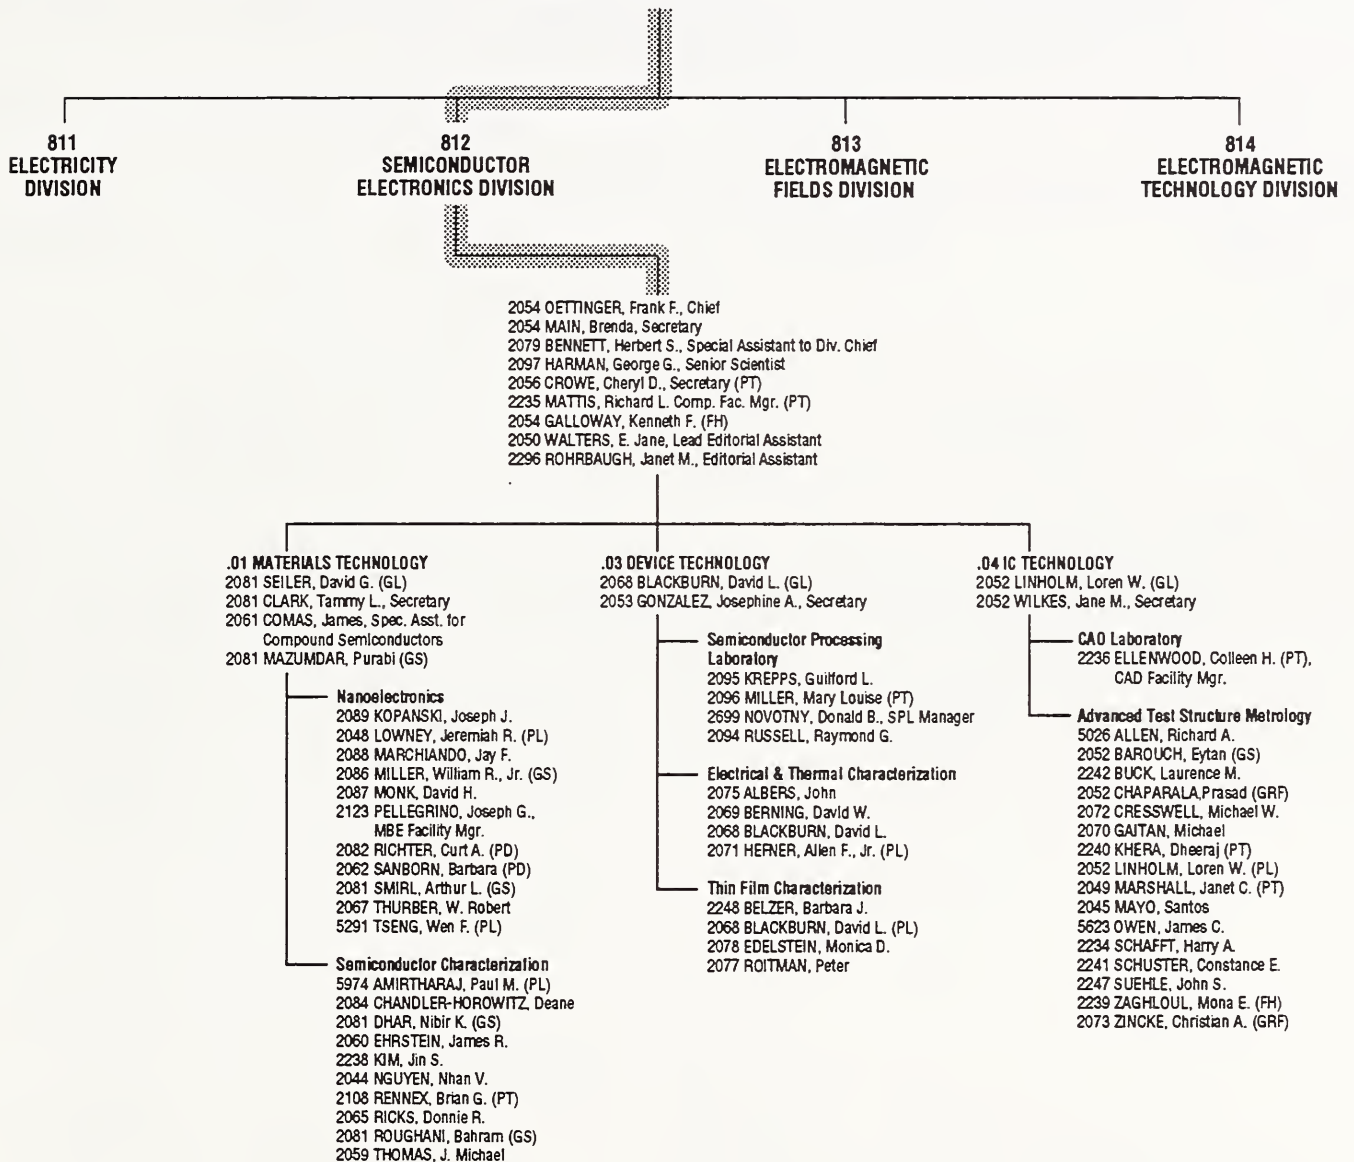 811
ELECTRICITY
DIVISION
812
SEMICONDUCTOR
ELECTRONICS DIVISION
813
ELECTROMAGNETIC
FIELDS DIVISION
814
ELECTROMAGNETIC
TECHNOLOGY DIVISION
2054 OETTINGER, Frank F., Chief
2054 MAIN, Brenda, Secretary
2079 BENNETT, Herbert S., Special Assistant to Div. Chief
2097 HARMAN, George G., Senior Scientist
2056 CROWE, Cheryl D., Secretary (PT)
2235 MATTIS, Richard L. Comp. Fac. Mgr. (PT)
2054 GALLOWAY, Kenneth F. (FH)
2050 WALTERS, E. Jane, Lead Editorial Assistant
2296 ROHRBAUGH, Janet M., Editorial Assistant
.01 MATERIALS TECHNOLOGY
2081 SEILER, David G. (GL)
2081 CLARK, Tammy L., Secretary
2061 COMAS, James, Spec. Asst. for
Compound Semiconductors
2081 MAZUMDAR, Purabi (GS)
Nanoelectronics
2089 KOPANSKI, Joseph J.
2048 LOWNEY, Jeremiah R. (PL)
2088 MARCHIANDO, Jay F.
2086 MILLER, William R., Jr. (GS)
2087 MONK, David H.
2123 PELLEGRINO, Joseph G.,
MBE Facility Mgr.
2082 RICHTER, Curt A. (PD)
2062 SANBORN, Barbara (PD)
2081 SMIRL, Arthur L. (GS)
2067 THURBER, W. Robert
5291 TSENG, Wen F. (PL)
Semiconductor Characterization
5974 AMIRTHARAJ, Paul M. (PL)
2084 CHANDLER-HOROWITZ, Deane
2081 DHAR, Nibir K. (GS)
2060 EHRSTEIN, James R.
2238 KIM, Jin S.
2044 NGUYEN, Nhan V.
2108 RENNEX, Brian G. (PT)
2065 RICKS, Donnie R.
2081 ROUGHANI, Bahram (GS)
2059 THOMAS, J. Michael
.03 DEVICE TECHNOLOGY
2068 BLACKBURN, David L. (GL)
2053 GONZALEZ, Josephine A., Secretary
Semiconductor Processing
Laboratory
2095 KREPPS, Guilford L.
2096 MILLER, Mary Louise (PT)
2699 NOVOTNY, Donald B., SPL Manager
2094 RUSSELL, Raymond G.
Electrical & Thermal Characterization
2075 ALBERS, John
2069 BERNING, David W.
2068 BLACKBURN, David L.
2071 HEFNER, Allen F., Jr. (PL)
Thin Film Characterization
2248 BELZER, Barbara J.
2068 BLACKBURN, David L. (PL)
2078 EDELSTEIN, Monica D.
2077 ROITMAN, Peter
.04 IC TECHNOLOGY
2052 LINHOLM, Loren W. (GL)
2052 WILKES, Jane M., Secretary
CAO Laboratory
2236 ELLENWOOD, Colleen H. (PT),
CAD Facility Mgr.
Advanced Test Structure Metrology
5026 ALLEN, Richard A.
2052 BAROUCH, Eytan (GS)
2242 BUCK, Laurence M.
2052 CHAPARALA,Prasad (GRF)
2072 CRESSWELL, Michael W.
2070 GAITAN, Michael
2240 KHERA, Dheeraj (PT)
2052 LINHOLM, Loren W. (PL)
2049 MARSHALL, Janet C. (PT)
2045 MAYO, Santos
5623 OWEN, James C.
2234 SCHAFFT, Harry A.
2241 SCHUSTER, Constance E.
2247 SUEHLE, John S.
2239 ZAGHLOUL, Mona E. (FH)
2073 ZINCKE, Christian A. (GRF)